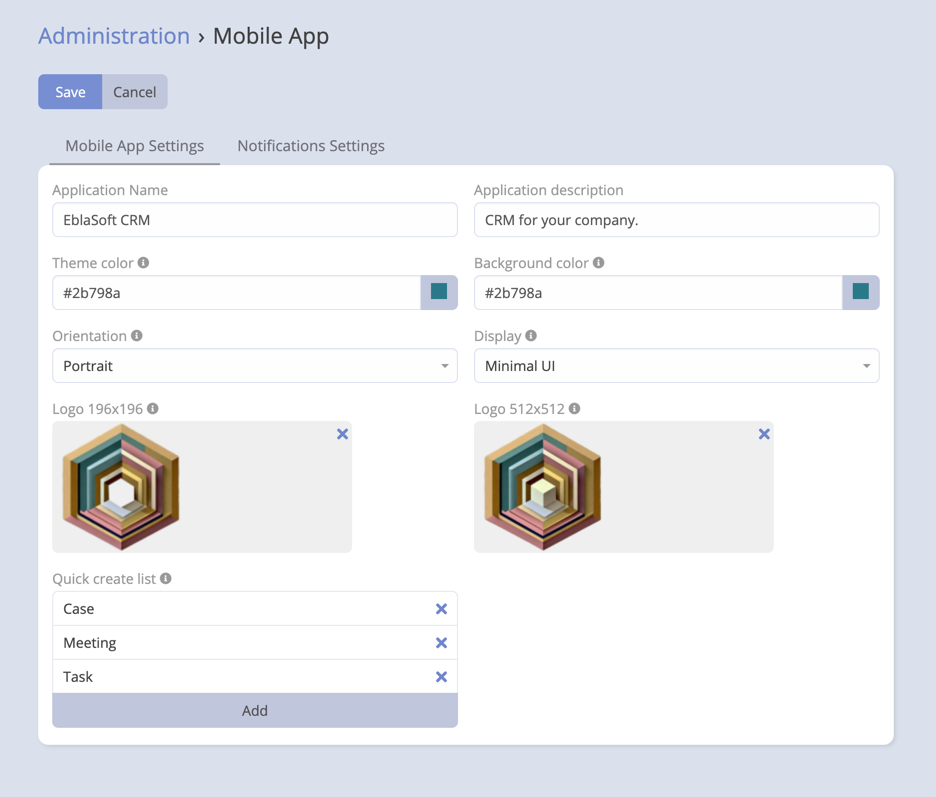 Administration › Mobile App
Save Cancel
Mobile App Settings Notifications Settings
Application Name Application description
EblaSoft CRM CRM for your company.
Theme color Background color
#2b798a #2b798a
Orientation Display
Portrait Minimal UI
Logo 196x196 Logo 512x512
Quick create list
Case
Meeting
Task
Add